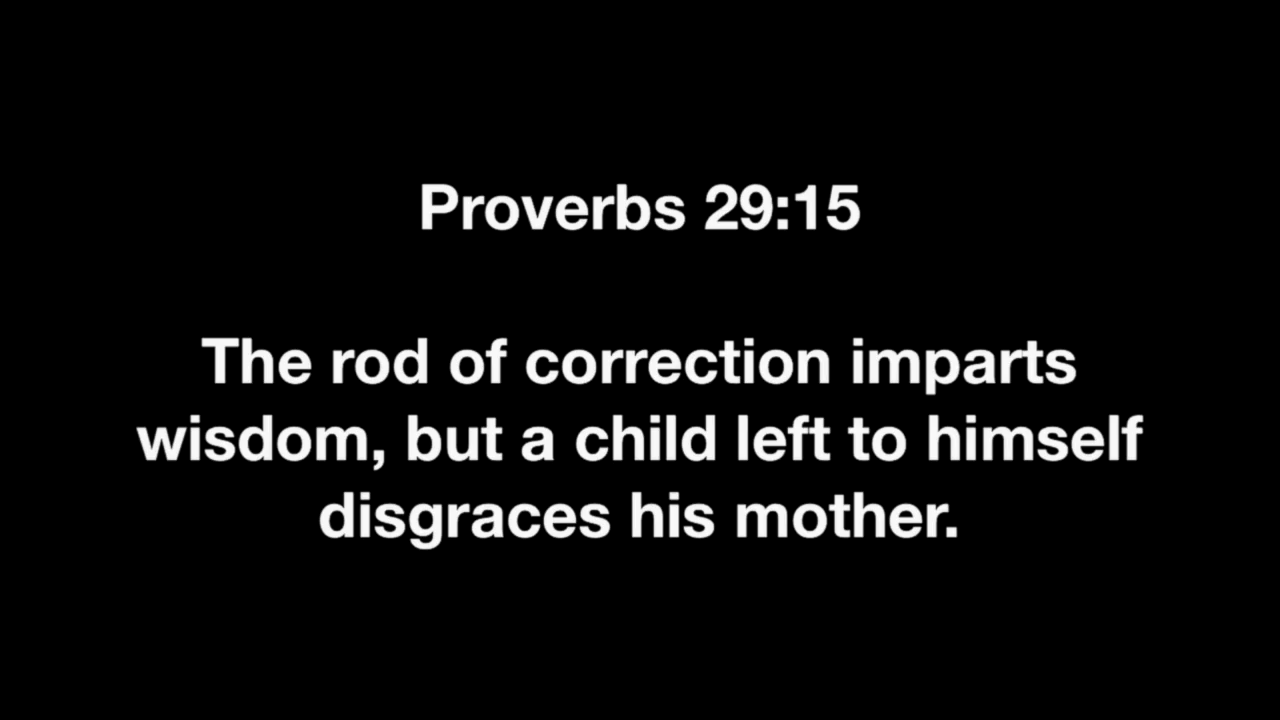 Proverbs 29:15
The rod of correction imparts
wisdom, but a child left to himself
disgraces his mother.